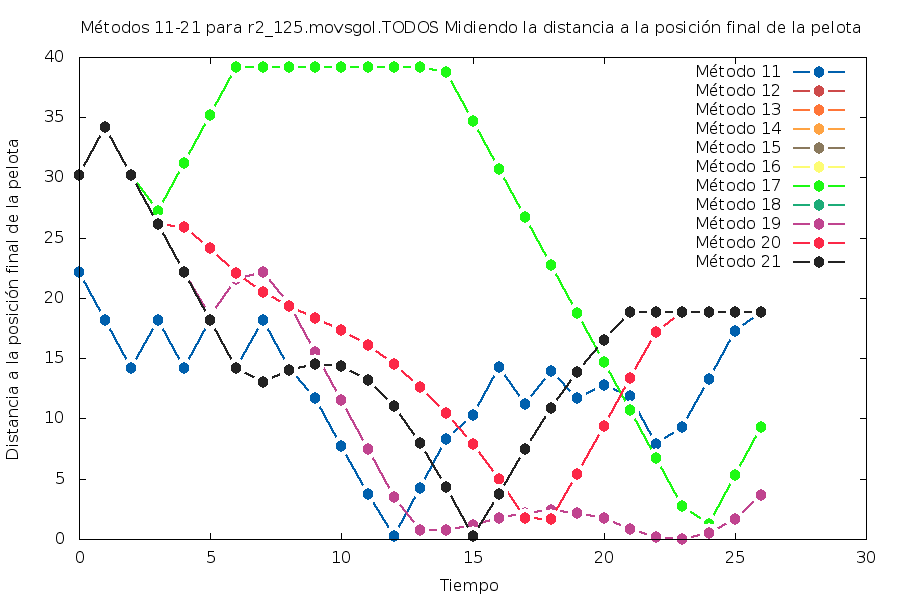 Métodos 11-21 para r2_125.movsgol.TODOS Midiendo la distancia a la posición final de la pelota
40
35
30
25
20
15
10
5
0
Distancia a la posición final de la pelota
Método 11
Método 12
Método 13
Método 14
Método 15
Método 16
Método 17
Método 18
Método 19
Método 20
Método 21
0 5 10 15 20 25 30
Tiempo